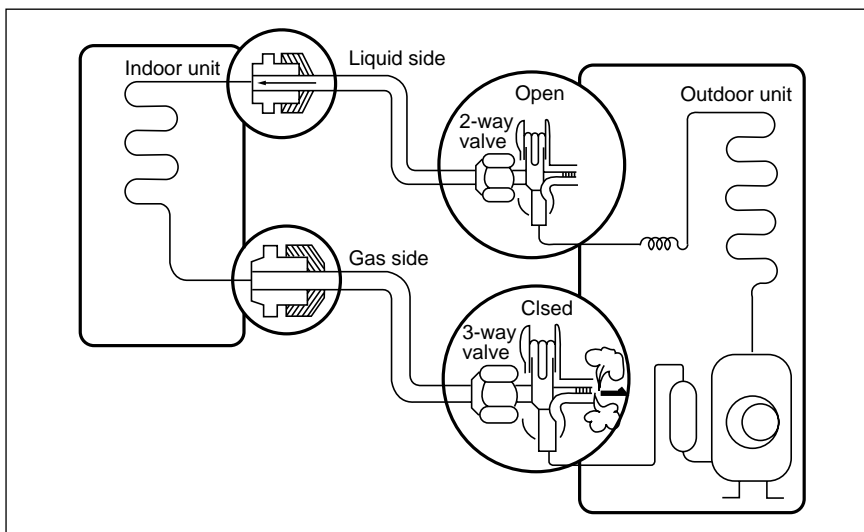 Indoor unit
Liquid side
Open
2-way
valve
Outdoor unit
Gas side
Clsed
3-way
valve